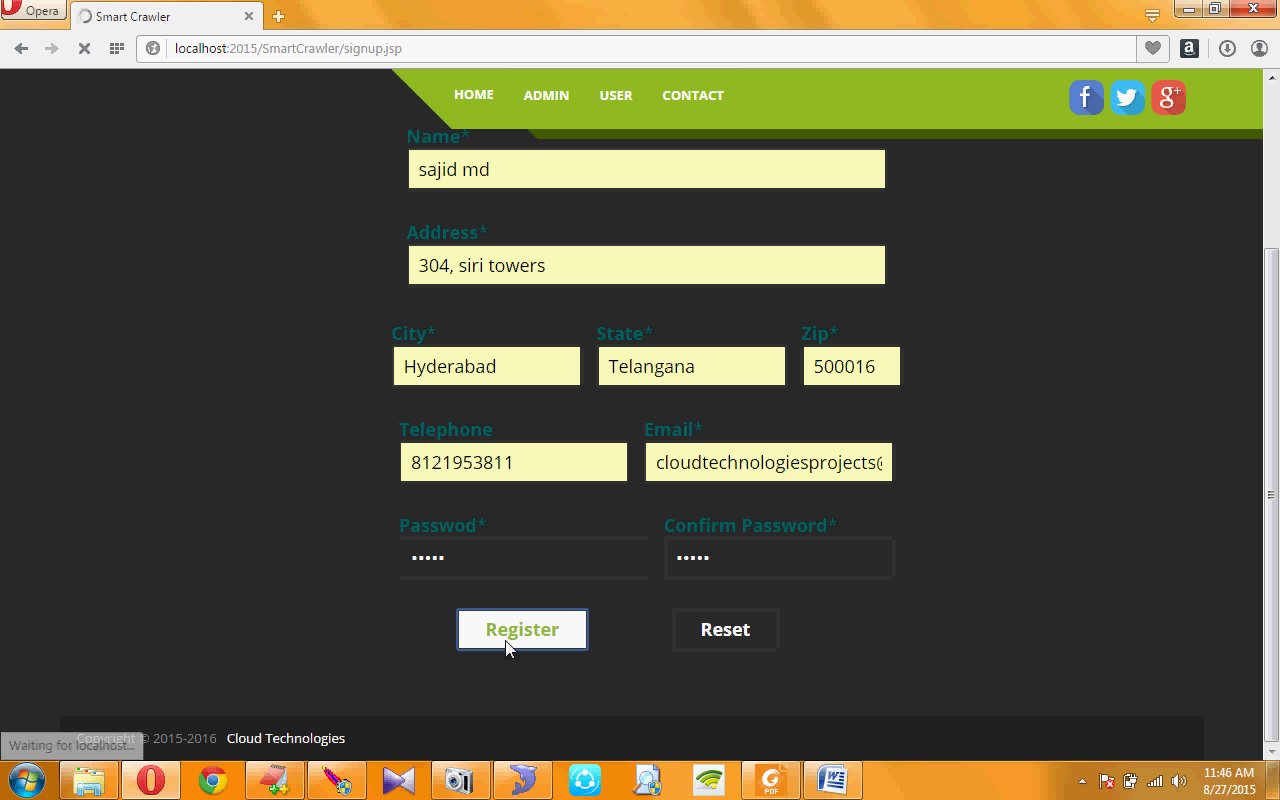 Opera
Smart Crawler
localhost:2015/SmartCrawler/signup.jsp
a
HOME ADMIN USER CONTACT
f g+
Name*
sajid md
Address*
304, siri towers
City* State* Zip*
Hyderabad Telangana 500016
Telephone Email*
8121953811 cloudtechnologiesprojects@
Passwod* Confirm Password*
••••• •••••
Register Reset
Copyright © 2015-2016 Cloud Technologies
Waiting for localhost...
PDF
W
11:46 AM
8/27/2015